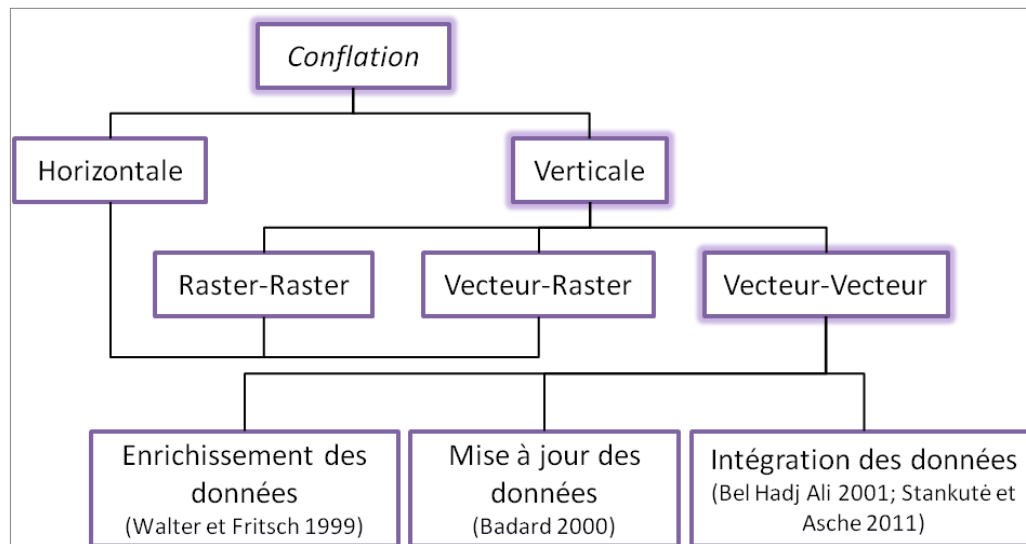 Conflation
Horizontale
Verticale
Raster-Raster
Vecteur-Raster
Vecteur-Vecteur
Enrichissement des
données
(Walter et Fritsch 1999)
Mise à jour des
données
(Badard 2000)
Intégration des données
(Bel Hadj Ali 2001; Stankutė et
Asche 2011)